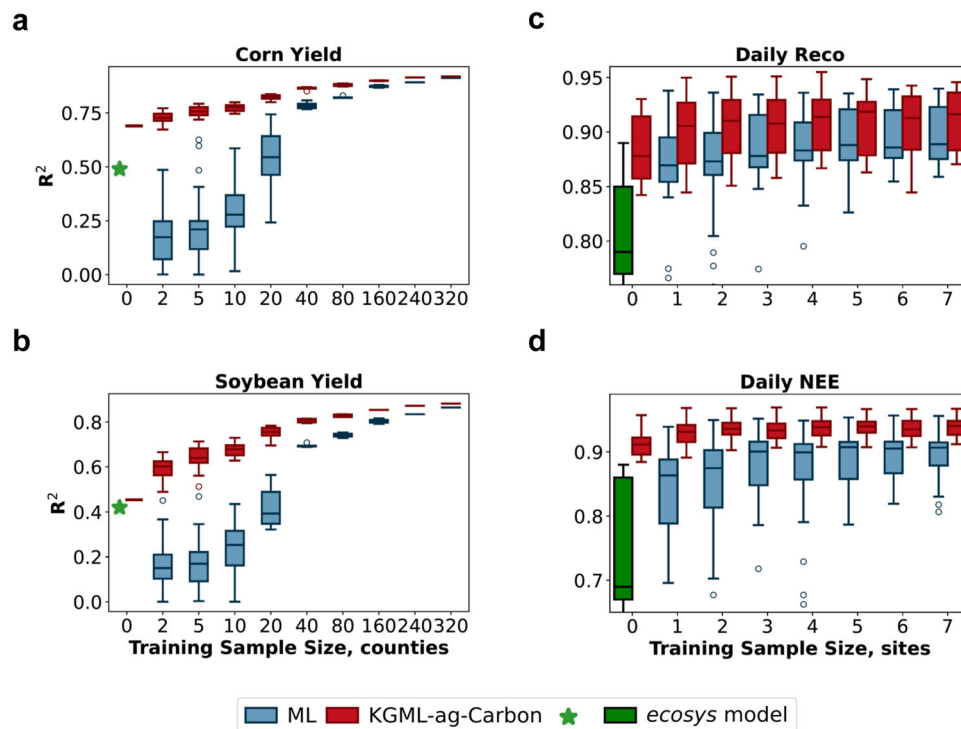 a
Corn Yield
0.75
0.50
0.25
0.00
R²
0 2 5 10 20 40 80 160 240 320
b
Soybean Yield
0.8
0.6
0.4
0.2
0.0
R²
0 2 5 10 20 40 80 160 240 320
Training Sample Size, counties
c
Daily Reco
0.95
0.90
0.85
0.80
0 1 2 3 4 5 6 7
d
Daily NEE
0.9
0.8
0.7
0 1 2 3 4 5 6 7
Training Sample Size, sites
ML KGML-ag-Carbon ecosys model